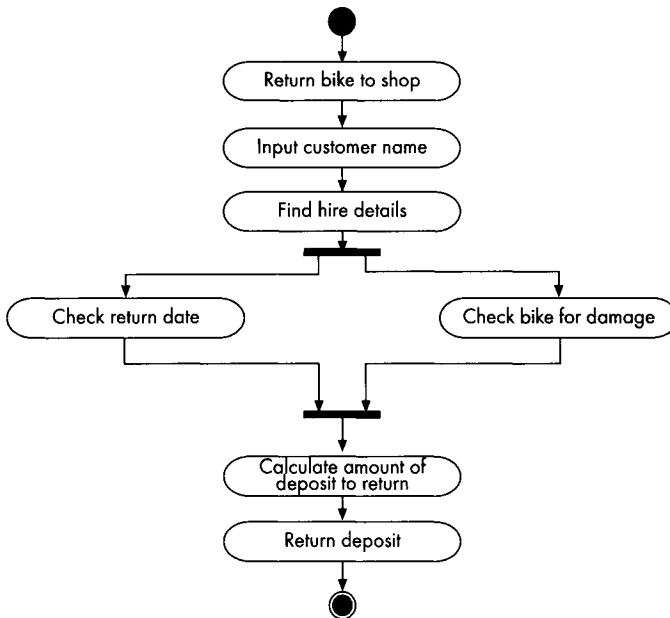 Return bike to shop
Input customer name
Find hire details
Check return date
Check bike for damage
Calculate amount of
deposit to return
Return deposit